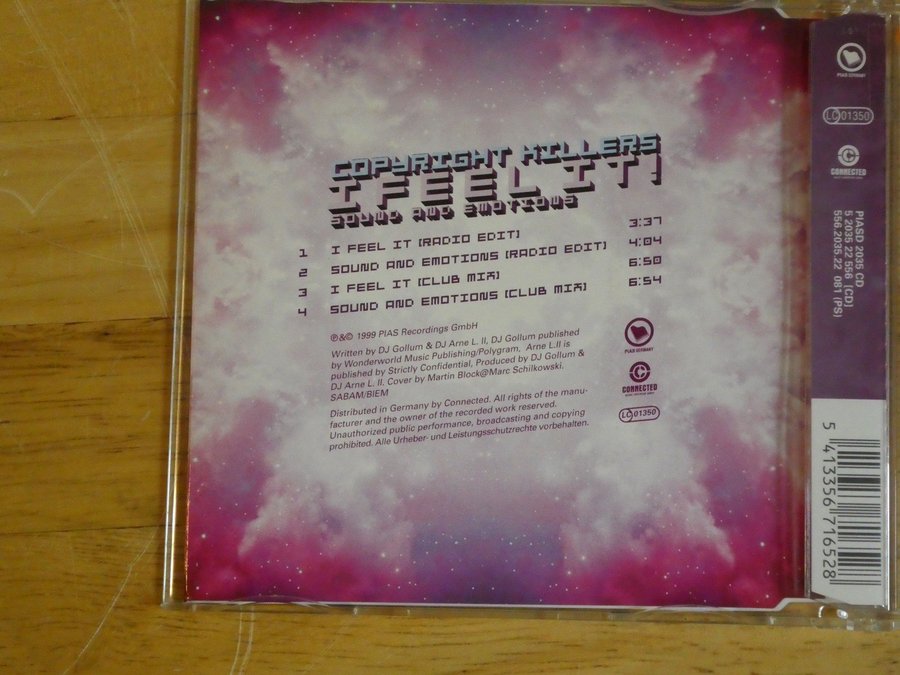 COPYRIGHT KILLERS
I FEEL IT!
SOUND AND EMOTIONS
1 I FEEL IT (RADIO EDIT) 3:37
2 SOUND AND EMOTIONS (RADIO EDIT) 4:04
3 I FEEL IT (CLUB MIX) 6:50
4 SOUND AND EMOTIONS (CLUB MIX) 6:54
℗&© 1999 PIAS Recordings GmbH
Written by DJ Gollum & DJ Arne L. II, DJ Gollum published
by Wonderworld Music Publishing/Polygram, Arne L.II is
published by Strictly Confidential, Produced by DJ Gollum &
DJ Arne L. II. Cover by Martin Block@Marc Schilkowski.
SABAM/BIEM
Distributed in Germany by Connected. All rights of the manu-
facturer and the owner of the recorded work reserved.
Unauthorized public performance, broadcasting and copying
prohibited. Alle Urheber- und Leistungsschutzrechte vorbehalten.
PIAS GERMANY
CONNECTED
LC 01350
PIAS GERMANY
LC 01350
CONNECTED
PIASD 2035 CD
5 2035 22 556 (CD)
556.2035.22 081 (PS)
5 413356 716528